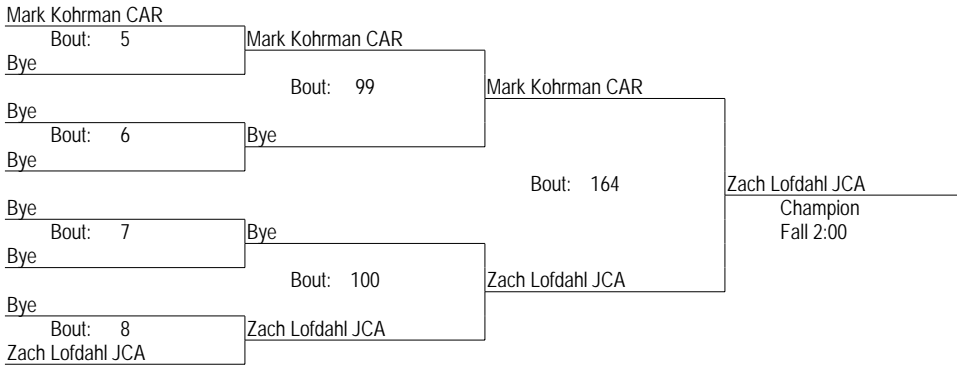 Mark Kohrman CAR
Bout: 5
Mark Kohrman CAR
Bye
Bout: 99
Mark Kohrman CAR
Bye
Bout: 6
Bye
Bye
Bout: 164
Zach Lofdahl JCA
Champion
Fall 2:00
Bye
Bout: 7
Bye
Bye
Bout: 100
Zach Lofdahl JCA
Bye
Bout: 8
Zach Lofdahl JCA
Zach Lofdahl JCA